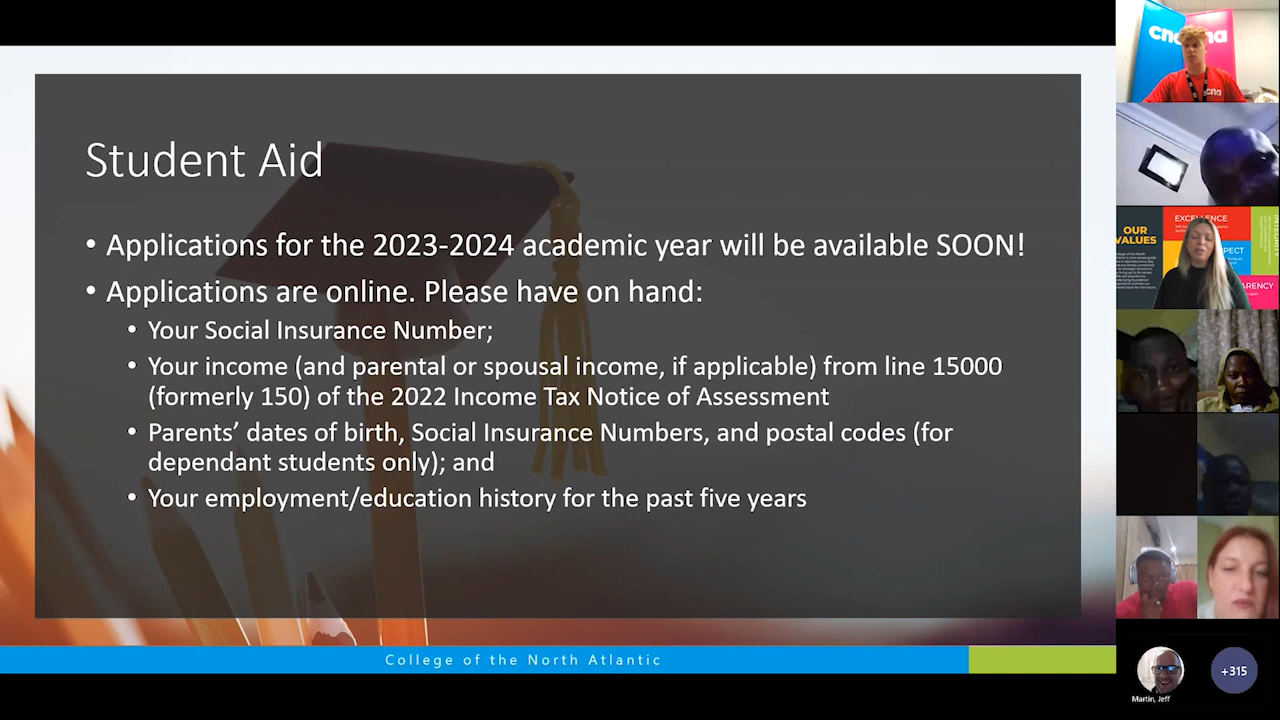 Student Aid
• Applications for the 2023-2024 academic year will be available SOON!
• Applications are online. Please have on hand:
• Your Social Insurance Number;
• Your income (and parental or spousal income, if applicable) from line 15000
(formerly 150) of the 2022 Income Tax Notice of Assessment
• Parents’ dates of birth, Social Insurance Numbers, and postal codes (for
dependant students only); and
• Your employment/education history for the past five years
College of the North Atlantic
cna
cna
OUR
VALUES
Martin, Jeff
+315